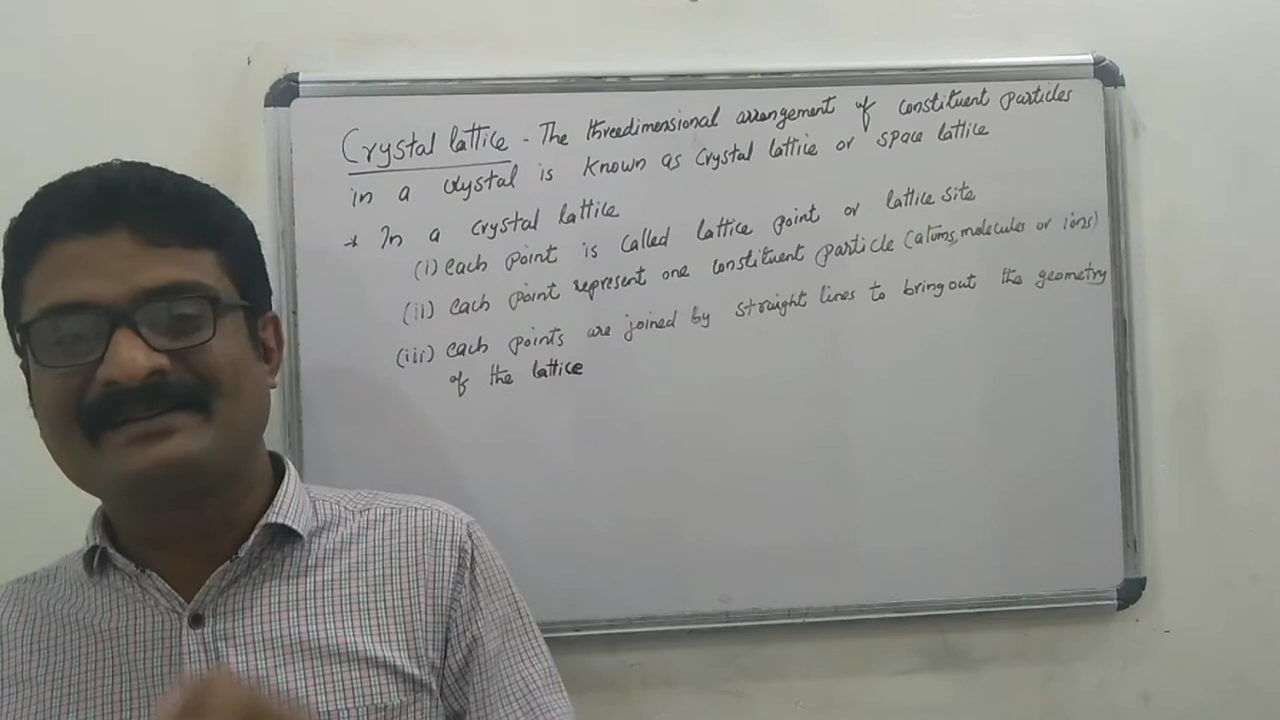 Crystal lattice - The threedimensional arrangement of constituent particles
in a crystal is known as crystal lattice or space lattice
* In a crystal lattice
(i) each point is called lattice point or lattice site
(ii) each point represent one constituent particle (atoms, molecules or ions)
(iii) each points are joined by straight lines to bringout the geometry
of the lattice